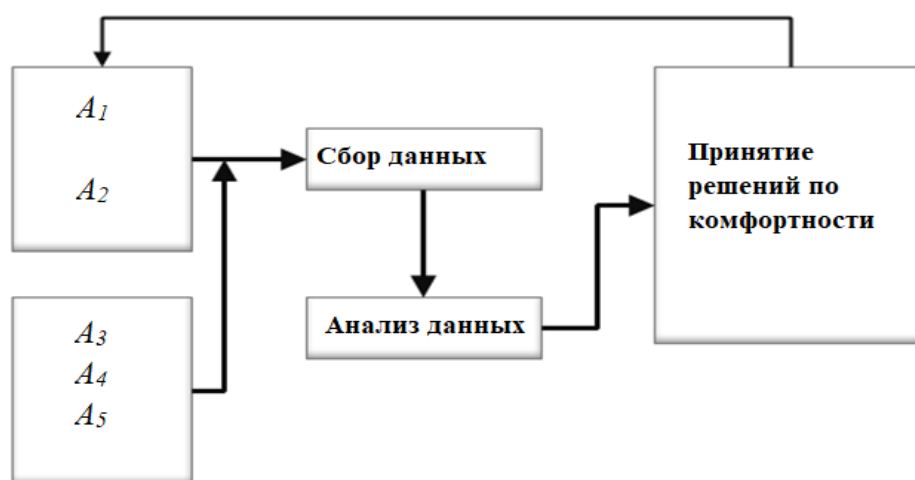 A1
A2
A3
A4
A5
Сбор данных
Анализ данных
Принятие
решений по
комфортности